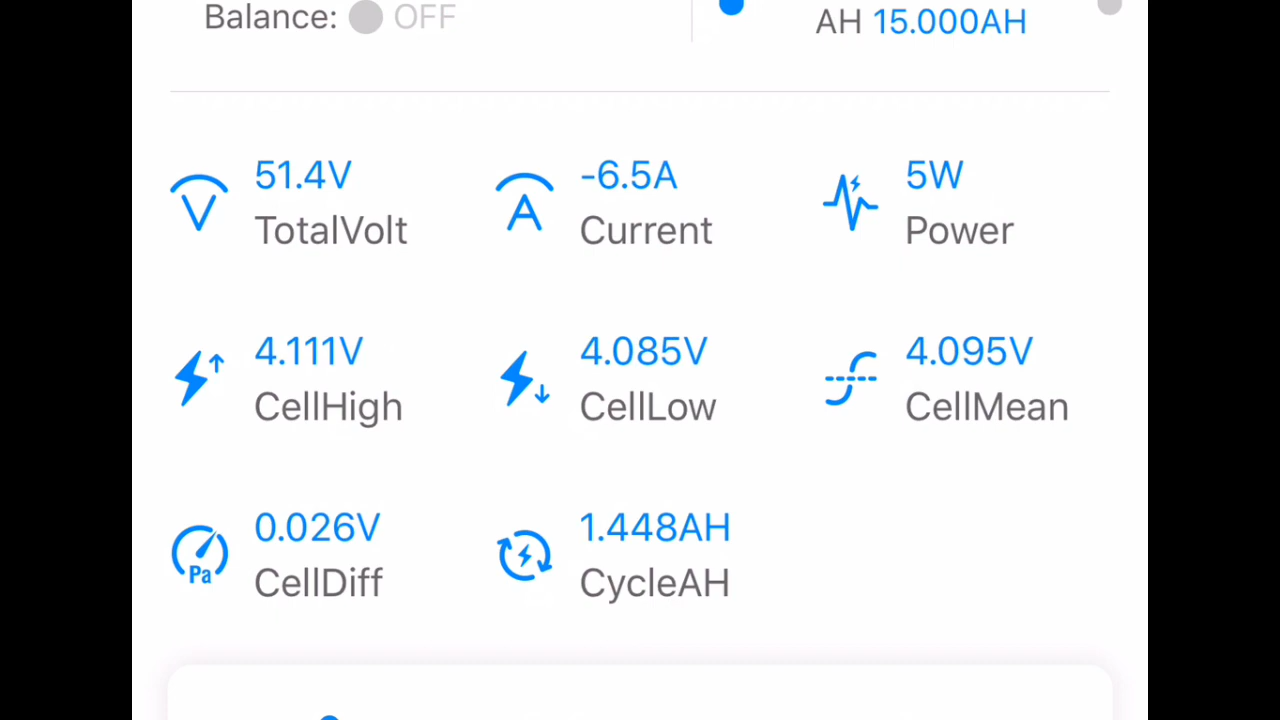 Balance: OFF
AH 15.000AH
51.4V -6.5A 5W
TotalVolt Current Power
4.111V 4.085V 4.095V
CellHigh CellLow CellMean
0.026V 1.448AH
Pa CellDiff CycleAH